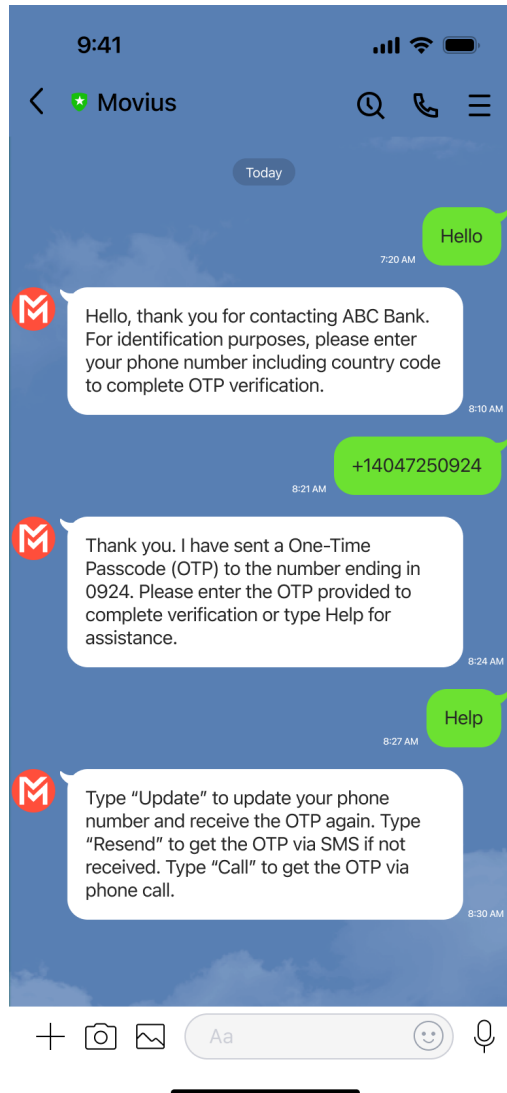 9:41
Movius
Today
Hello
7:20 AM
Hello, thank you for contacting ABC Bank.
For identification purposes, please enter
your phone number including country code
to complete OTP verification.
8:10 AM
+14047250924
8:21 AM
Thank you. I have sent a One-Time
Passcode (OTP) to the number ending in
0924. Please enter the OTP provided to
complete verification or type Help for
assistance.
8:24 AM
Help
8:27 AM
Type “Update” to update your phone
number and receive the OTP again. Type
“Resend” to get the OTP via SMS if not
received. Type “Call” to get the OTP via
phone call.
8:30 AM
Aa